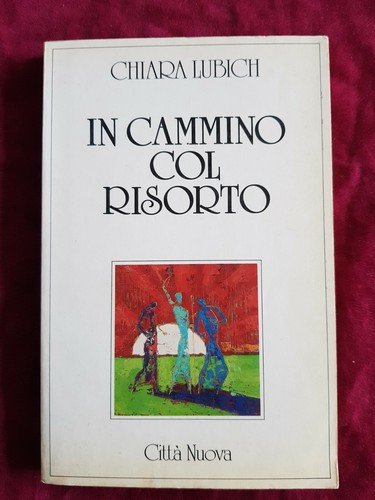 CHIARA LUBICH
IN CAMMINO
COL
RISORTO
Città Nuova